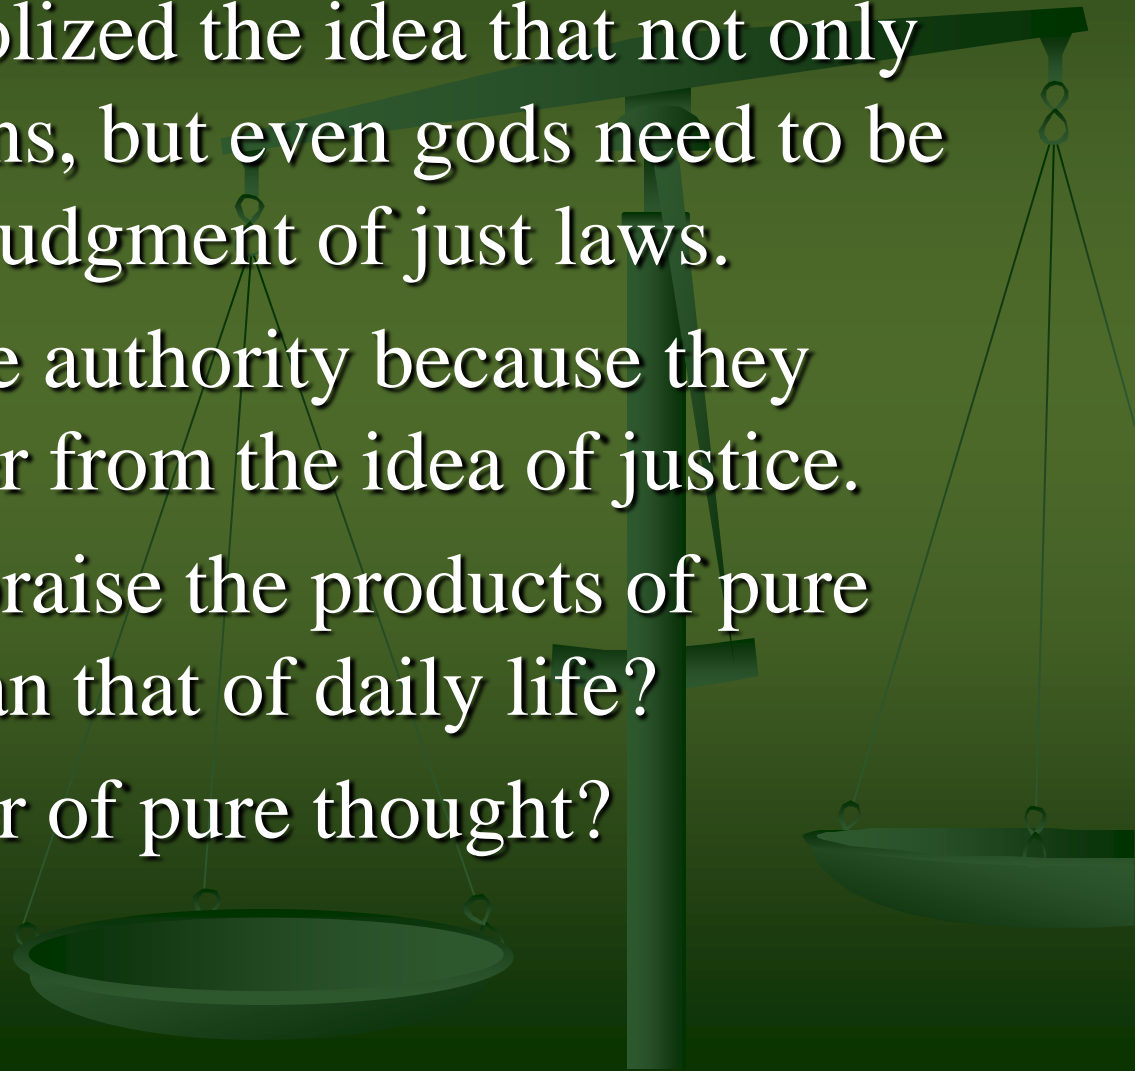 olized the idea that not only
ns, but even gods need to be
udgment of just laws.
e authority because they
r from the idea of justice.
raise the products of pure
an that of daily life?
r of pure thought?